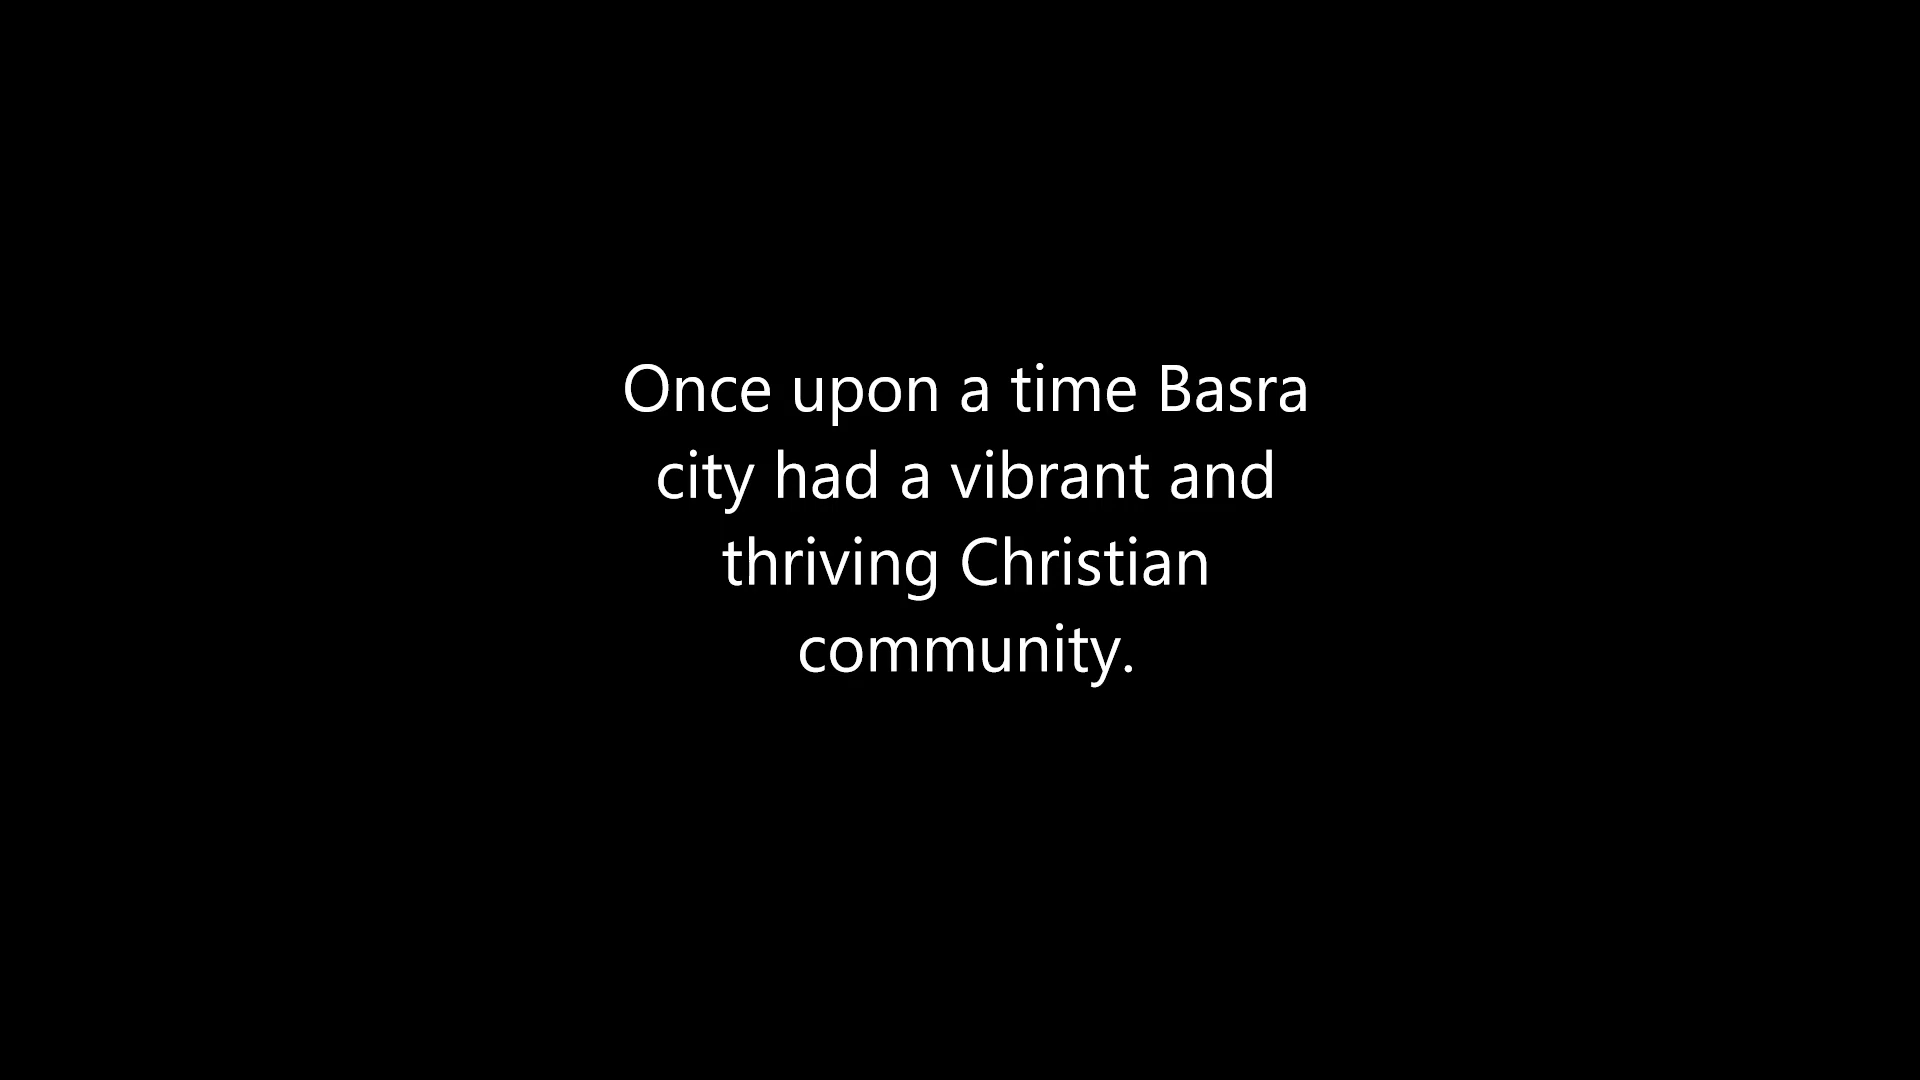 Once upon a time Basra
city had a vibrant and
thriving Christian
community.